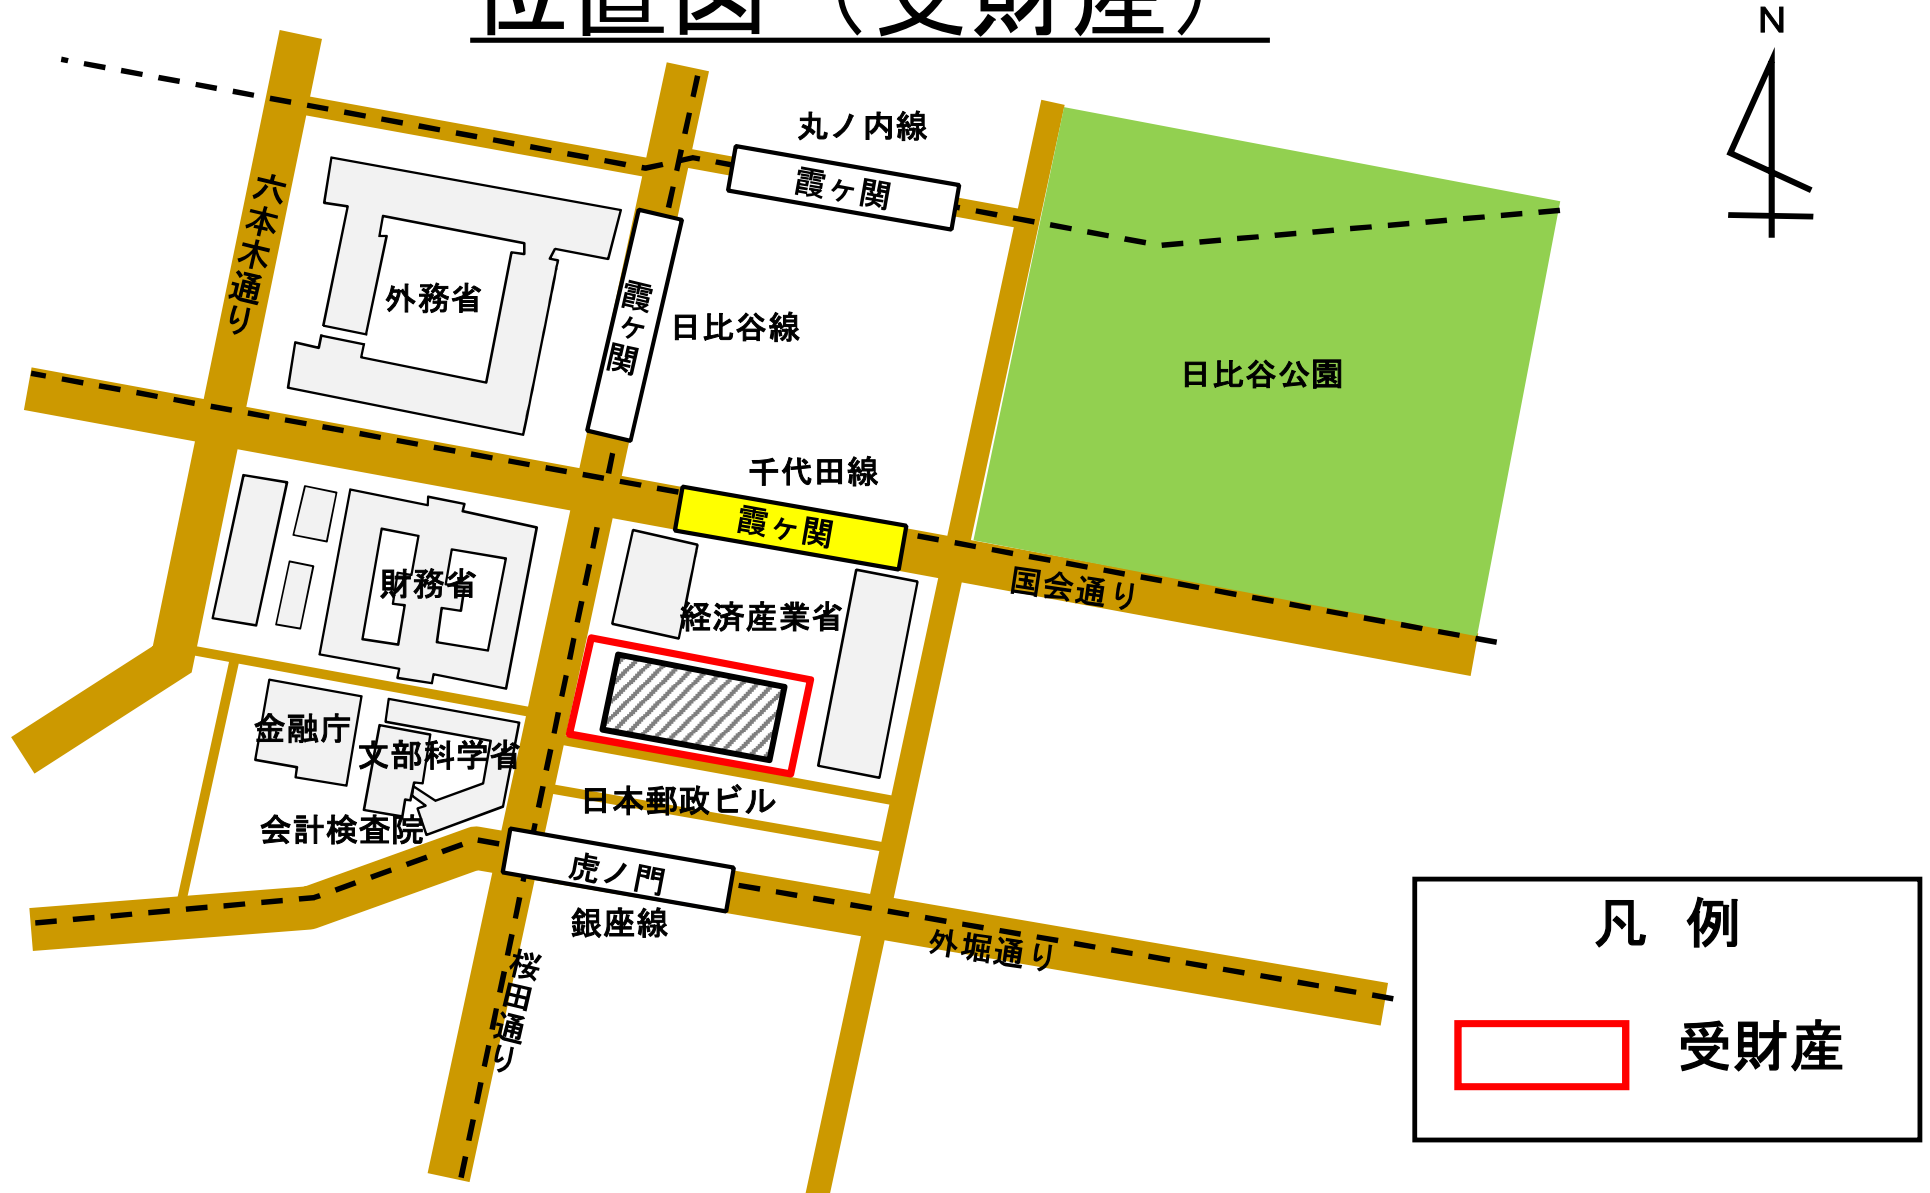 位置図（受財産）
N
丸ノ内線
霞ヶ関
六本木通り
外務省
霞ヶ関
日比谷線
日比谷公園
千代田線
霞ヶ関
国会通り
財務省
経済産業省
金融庁
文部科学省
日本郵政ビル
会計検査院
虎ノ門
銀座線
外堀通り
桜田通り
凡 例
受財産